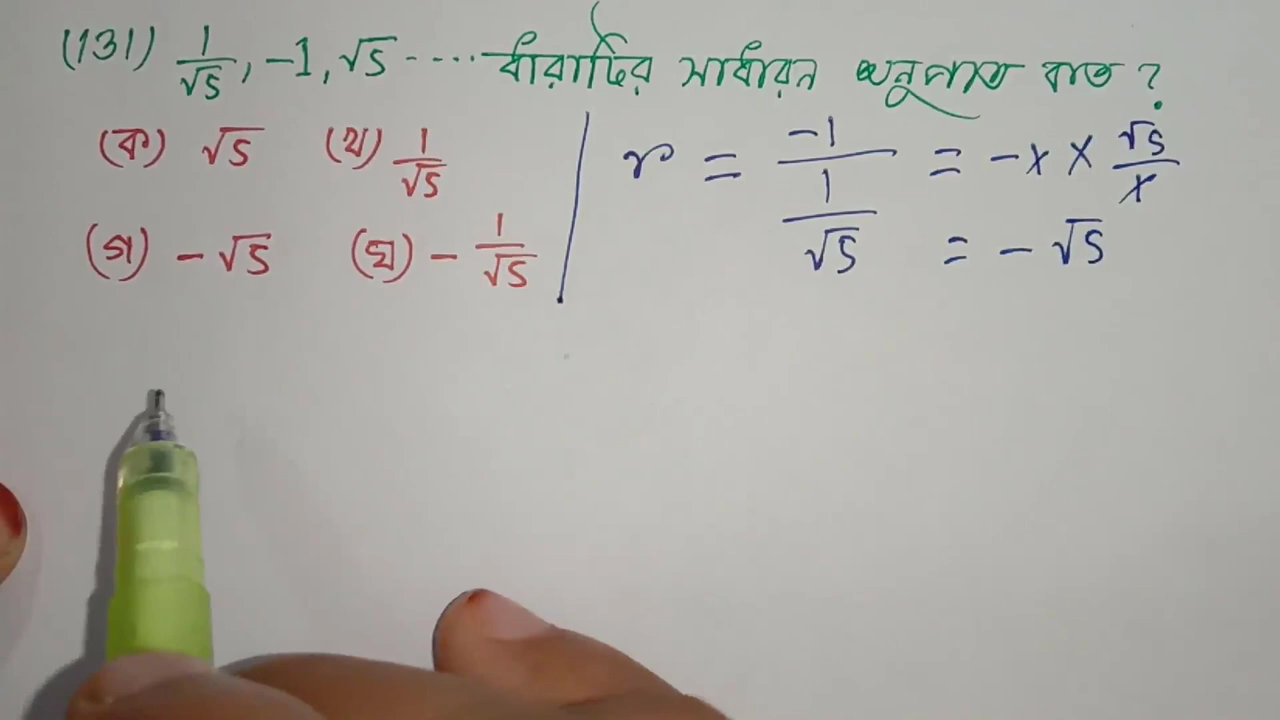 (131) 1/√5, -1, √5 .... ধারাটির সাধারন অনুপাত কত ?
(ক) √5 (খ) 1/√5
(গ) -√5 (ঘ) -1/√5
r = -1/(1/√5) = -1 × √5/1
= -√5